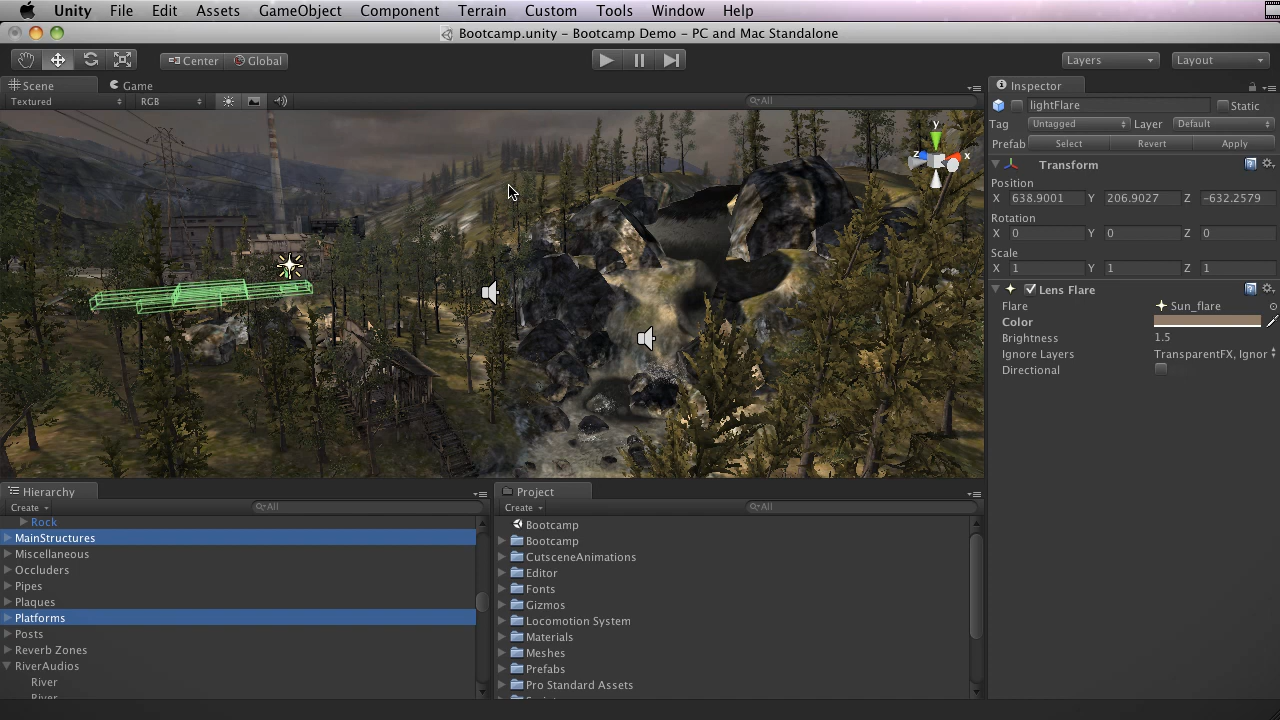 Unity File Edit Assets GameObject Component Terrain Custom Tools Window Help
Bootcamp.unity – Bootcamp Demo – PC and Mac Standalone
Center Global Layers Layout
Scene Game
Textured RGB All
y
z x
Inspector
lightFlare Static
Tag Untagged Layer Default
Prefab Select Revert Apply
Transform
Position
X 638.9001 Y 206.9027 Z -632.2579
Rotation
X 0 Y 0 Z 0
Scale
X 1 Y 1 Z 1
Lens Flare
Flare Sun_flare
Color
Brightness 1.5
Ignore Layers TransparentFX, Ignor
Directional
Hierarchy
Create All
Rock
MainStructures
Miscellaneous
Occluders
Pipes
Plaques
Platforms
Posts
Reverb Zones
RiverAudios
River
River
Project
Create All
Bootcamp
Bootcamp
CutsceneAnimations
Editor
Fonts
Gizmos
Locomotion System
Materials
Meshes
Prefabs
Pro Standard Assets